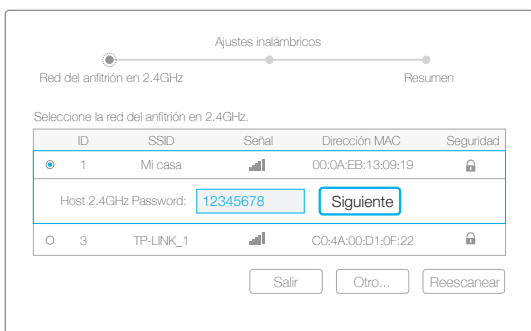 Ajustes inalámbricos
Red del anfitrión en 2.4GHz Resumen
Seleccione la red del anfitrión en 2.4GHz.
ID SSID Señal Dirección MAC Seguridad
1 Mi casa 00:0A:EB:13:09:19
Host 2.4GHz Password: 12345678 Siguiente
3 TP-LINK_1 C0:4A:00:D1:0F:22
Salir Otro... Reescanear